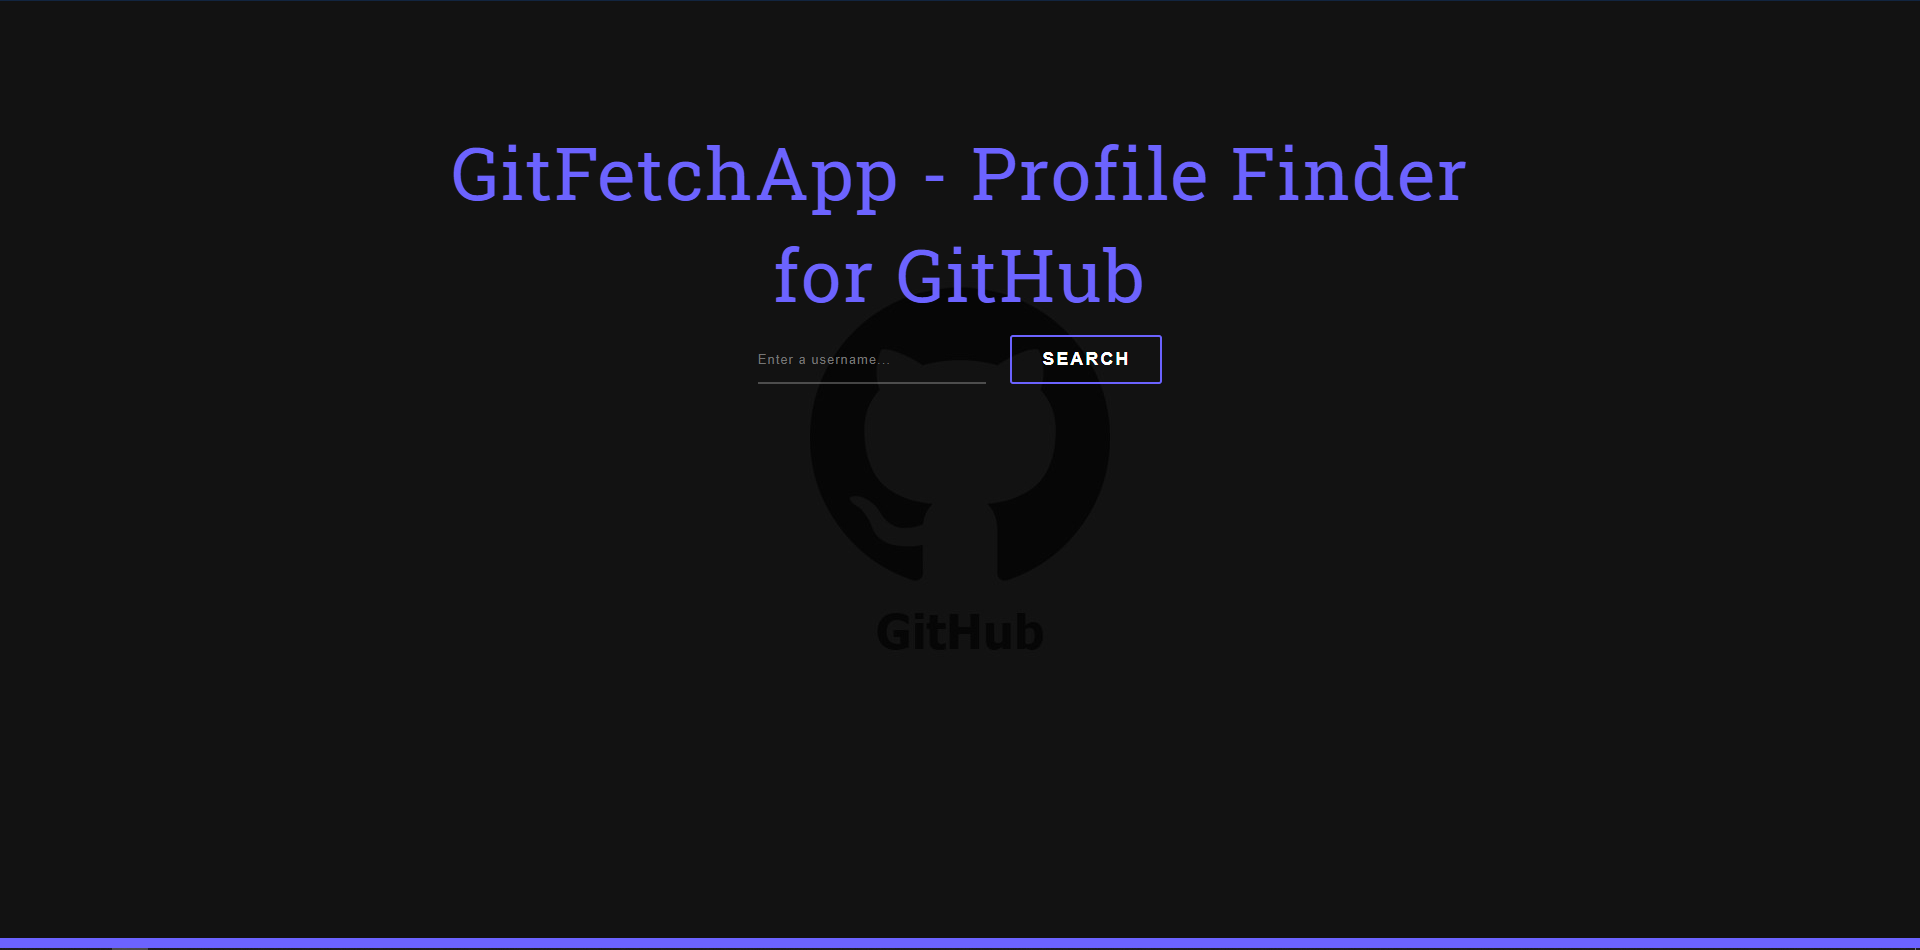 GitFetchApp - Profile Finder
for GitHub
Enter a username...
SEARCH
GitHub